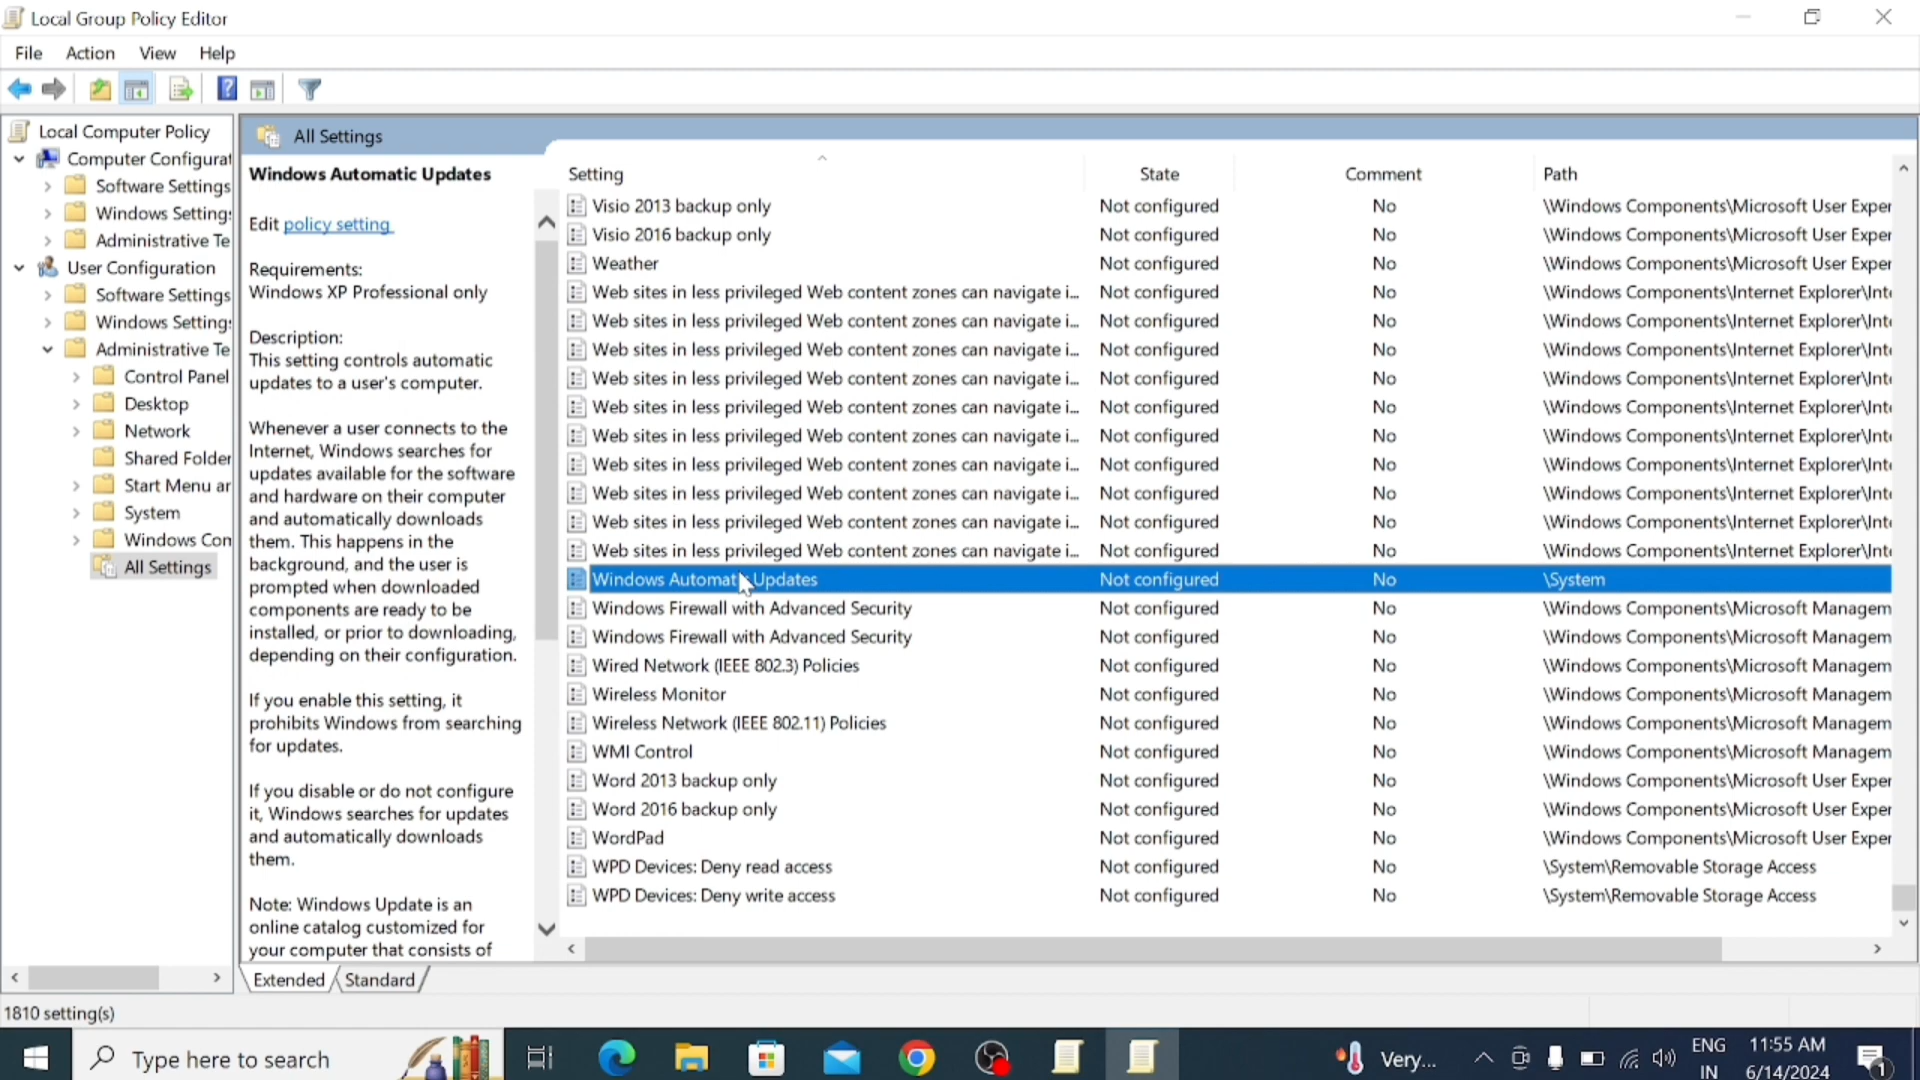 Local Group Policy Editor
File Action View Help
Local Computer Policy
Computer Configurat
Software Settings
Windows Setting
Administrative Te
User Configuration
Software Settings
Windows Setting
Administrative Te
Control Panel
Desktop
Network
Shared Folder
Start Menu ar
System
Windows Con
All Settings
All Settings
Windows Automatic Updates
Edit policy setting
Requirements:
Windows XP Professional only
Description:
This setting controls automatic
updates to a user's computer.
Whenever a user connects to the
Internet, Windows searches for
updates available for the software
and hardware on their computer
and automatically downloads
them. This happens in the
background, and the user is
prompted when downloaded
components are ready to be
installed, or prior to downloading,
depending on their configuration.
If you enable this setting, it
prohibits Windows from searching
for updates.
If you disable or do not configure
it, Windows searches for updates
and automatically downloads
them.
Note: Windows Update is an
online catalog customized for
your computer that consists of
Setting State Comment Path
Visio 2013 backup only Not configured No \Windows Components\Microsoft User Exper
Visio 2016 backup only Not configured No \Windows Components\Microsoft User Exper
Weather Not configured No \Windows Components\Microsoft User Exper
Web sites in less privileged Web content zones can navigate i... Not configured No \Windows Components\Internet Explorer\Inte
Web sites in less privileged Web content zones can navigate i... Not configured No \Windows Components\Internet Explorer\Inte
Web sites in less privileged Web content zones can navigate i... Not configured No \Windows Components\Internet Explorer\Inte
Web sites in less privileged Web content zones can navigate i... Not configured No \Windows Components\Internet Explorer\Inte
Web sites in less privileged Web content zones can navigate i... Not configured No \Windows Components\Internet Explorer\Inte
Web sites in less privileged Web content zones can navigate i... Not configured No \Windows Components\Internet Explorer\Inte
Web sites in less privileged Web content zones can navigate i... Not configured No \Windows Components\Internet Explorer\Inte
Web sites in less privileged Web content zones can navigate i... Not configured No \Windows Components\Internet Explorer\Inte
Web sites in less privileged Web content zones can navigate i... Not configured No \Windows Components\Internet Explorer\Inte
Web sites in less privileged Web content zones can navigate i... Not configured No \Windows Components\Internet Explorer\Inte
Windows Automatic Updates Not configured No \System
Windows Firewall with Advanced Security Not configured No \Windows Components\Microsoft Managem
Windows Firewall with Advanced Security Not configured No \Windows Components\Microsoft Managem
Wired Network (IEEE 802.3) Policies Not configured No \Windows Components\Microsoft Managem
Wireless Monitor Not configured No \Windows Components\Microsoft Managem
Wireless Network (IEEE 802.11) Policies Not configured No \Windows Components\Microsoft Managem
WMI Control Not configured No \Windows Components\Microsoft Managem
Word 2013 backup only Not configured No \Windows Components\Microsoft User Exper
Word 2016 backup only Not configured No \Windows Components\Microsoft User Exper
WordPad Not configured No \Windows Components\Microsoft User Exper
WPD Devices: Deny read access Not configured No \System\Removable Storage Access
WPD Devices: Deny write access Not configured No \System\Removable Storage Access
Extended Standard
1810 setting(s)
Type here to search
Very...
ENG
IN
11:55 AM
6/14/2024
1